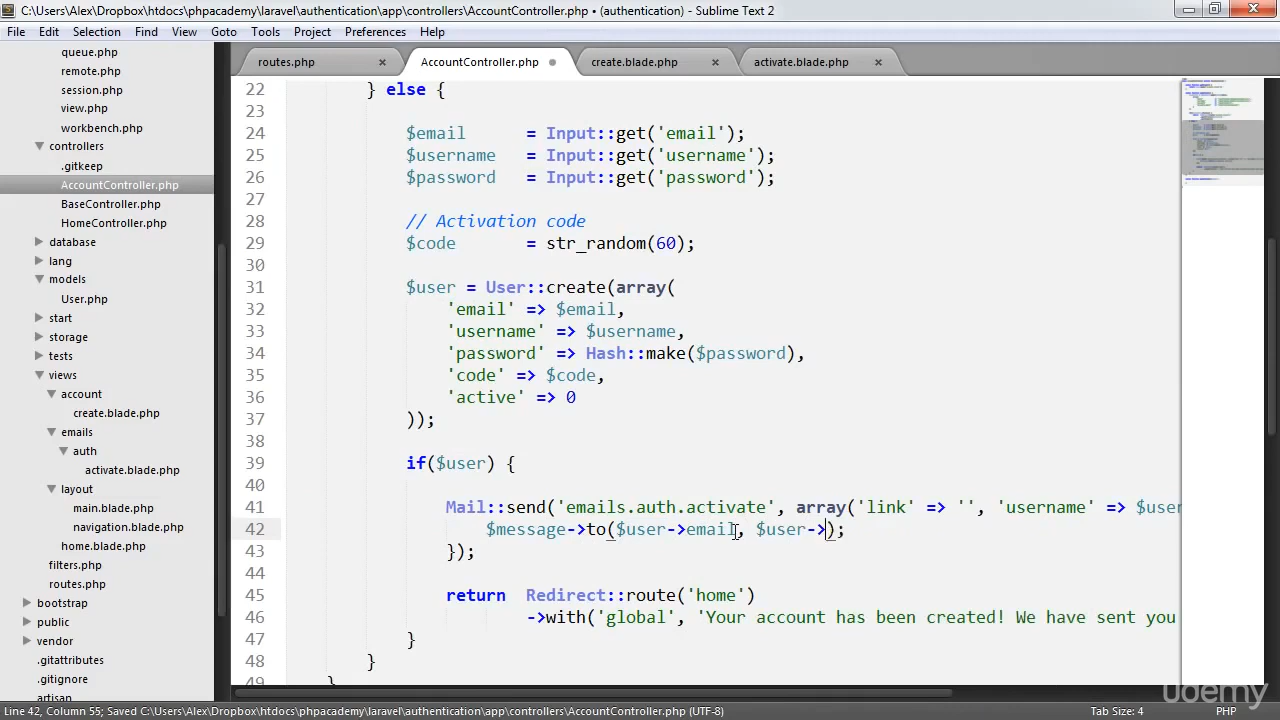 C:\Users\Alex\Dropbox\htdocs\phpacademy\laravel\authentication\app\controllers\AccountController.php • (authentication) - Sublime Text 2
File Edit Selection Find View Goto Tools Project Preferences Help
queue.php
remote.php
session.php
view.php
workbench.php
controllers
.gitkeep
AccountController.php
BaseController.php
HomeController.php
database
lang
models
User.php
start
storage
tests
views
account
create.blade.php
emails
auth
activate.blade.php
layout
main.blade.php
navigation.blade.php
home.blade.php
filters.php
routes.php
bootstrap
public
vendor
.gitattributes
.gitignore
artisan
routes.php AccountController.php create.blade.php activate.blade.php
22 } else {
23
24 $email = Input::get('email');
25 $username = Input::get('username');
26 $password = Input::get('password');
27
28 // Activation code
29 $code = str_random(60);
30
31 $user = User::create(array(
32 'email' => $email,
33 'username' => $username,
34 'password' => Hash::make($password),
35 'code' => $code,
36 'active' => 0
37 ));
38
39 if($user) {
40
41 Mail::send('emails.auth.activate', array('link' => '', 'username' => $user
42 $message->to($user->email, $user->);
43 });
44
45 return Redirect::route('home')
46 ->with('global', 'Your account has been created! We have sent you
47 }
48 }
49 }
udemy
Line 42, Column 55; Saved C:\Users\Alex\Dropbox\htdocs\phpacademy\laravel\authentication\app\controllers\AccountController.php (UTF-8) Tab Size: 4 PHP